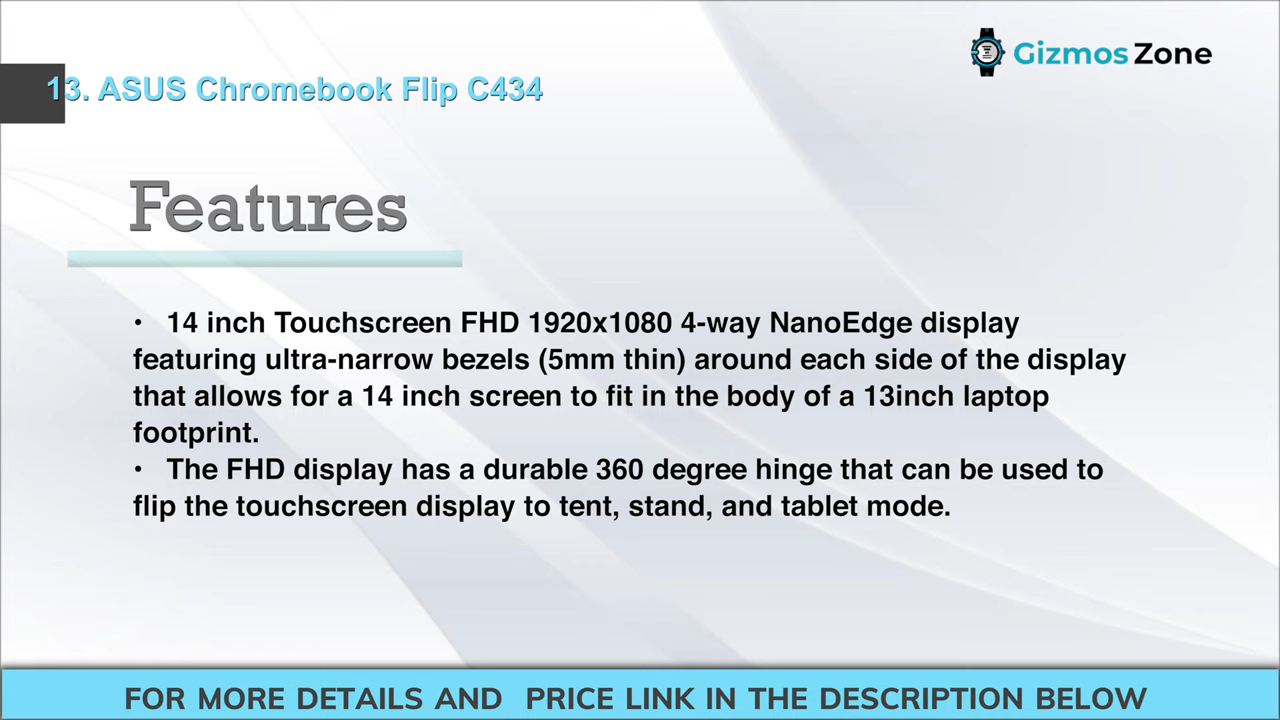 Gizmos Zone
13. ASUS Chromebook Flip C434
Features
• 14 inch Touchscreen FHD 1920x1080 4-way NanoEdge display
featuring ultra-narrow bezels (5mm thin) around each side of the display
that allows for a 14 inch screen to fit in the body of a 13inch laptop
footprint.
• The FHD display has a durable 360 degree hinge that can be used to
flip the touchscreen display to tent, stand, and tablet mode.
FOR MORE DETAILS AND PRICE LINK IN THE DESCRIPTION BELOW